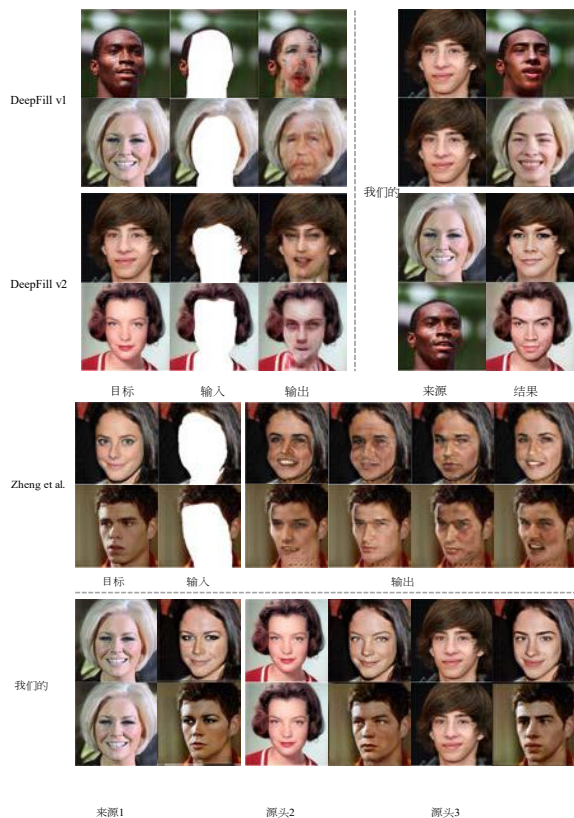 DeepFill v1
我们的
DeepFill v2
目标 输入 输出 来源 结果
Zheng et al.
目标 输入 输出
我们的
来源1 源头2 源头3